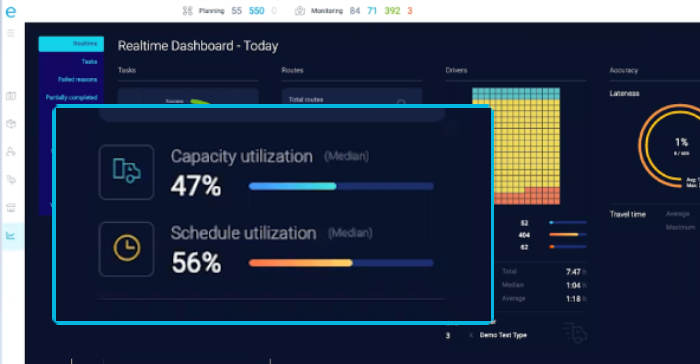 e
Planning 55 550 0 Monitoring 84 71 392 3
Realtime
Tasks
Failed reasons
Partially completed
Realtime Dashboard - Today
Tasks
Routes
Total routes
Drivers
52
404
62
Total 7:47 h
Median 1:04 h
Average 1:18 h
3 x Demo Text Type
Accuracy
Lateness
1%
Travel time Average
Maximum
Capacity utilization (Median)
47%
Schedule utilization (Median)
56%